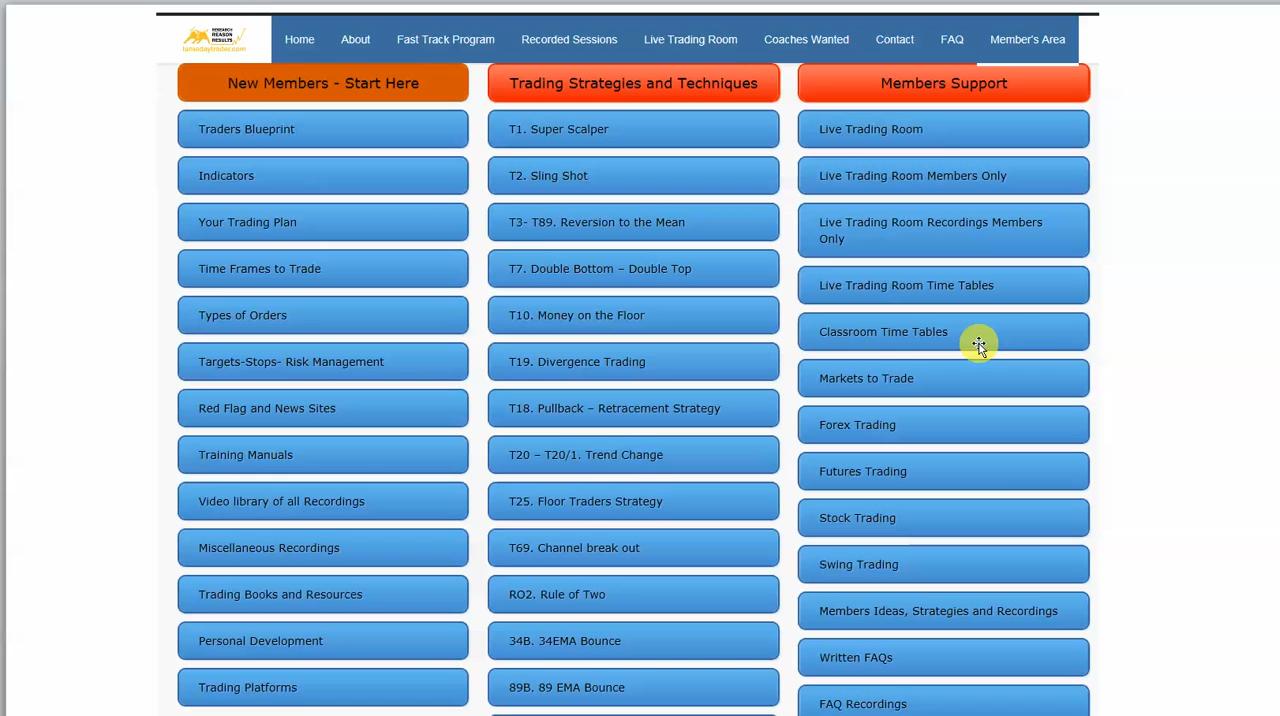 RESEARCH
REASON
RESULTS
iamadaytrader.com
Home About Fast Track Program Recorded Sessions Live Trading Room Coaches Wanted Contact FAQ Member's Area
New Members - Start Here
Traders Blueprint
Indicators
Your Trading Plan
Time Frames to Trade
Types of Orders
Targets-Stops- Risk Management
Red Flag and News Sites
Training Manuals
Video library of all Recordings
Miscellaneous Recordings
Trading Books and Resources
Personal Development
Trading Platforms
Trading Strategies and Techniques
T1. Super Scalper
T2. Sling Shot
T3- T89. Reversion to the Mean
T7. Double Bottom – Double Top
T10. Money on the Floor
T19. Divergence Trading
T18. Pullback – Retracement Strategy
T20 – T20/1. Trend Change
T25. Floor Traders Strategy
T69. Channel break out
RO2. Rule of Two
34B. 34EMA Bounce
89B. 89 EMA Bounce
Members Support
Live Trading Room
Live Trading Room Members Only
Live Trading Room Recordings Members
Only
Live Trading Room Time Tables
Classroom Time Tables
Markets to Trade
Forex Trading
Futures Trading
Stock Trading
Swing Trading
Members Ideas, Strategies and Recordings
Written FAQs
FAQ Recordings